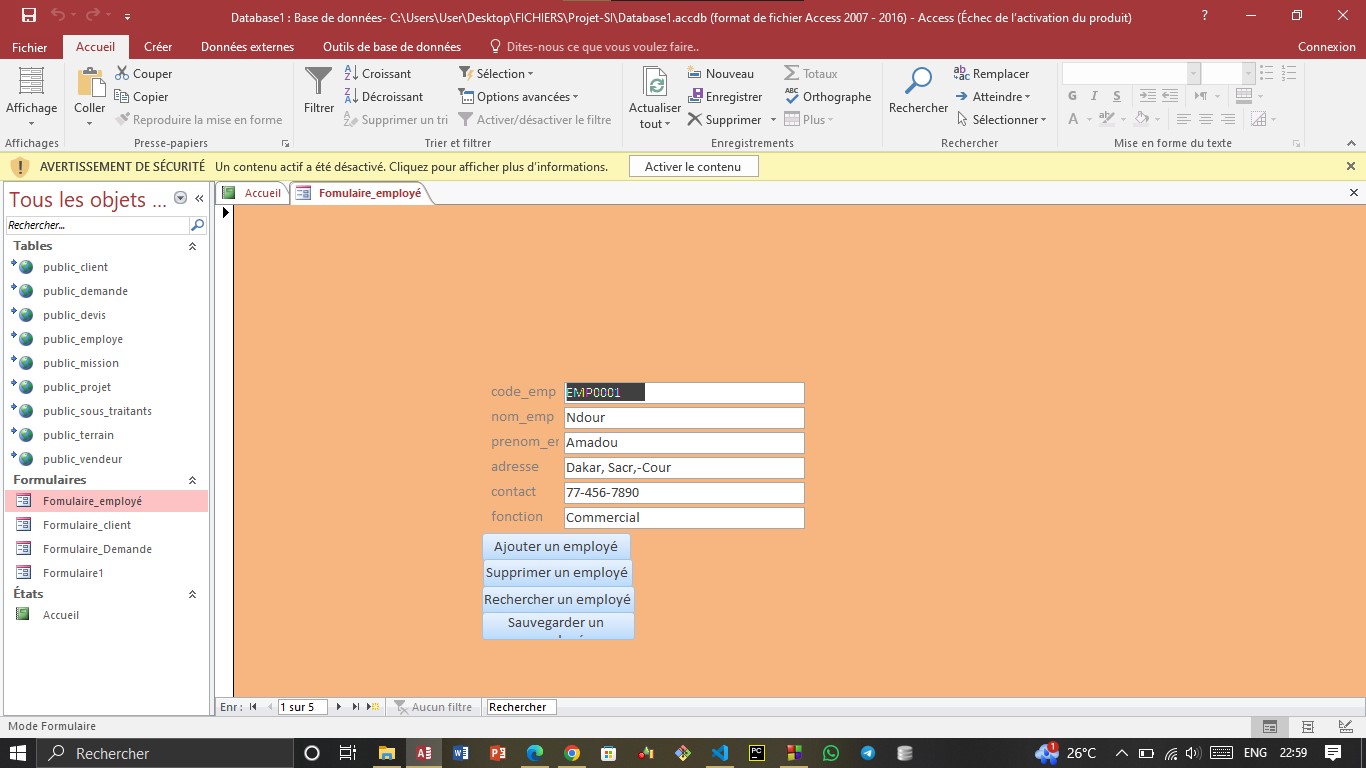 Database1 : Base de données- C:\Users\User\Desktop\FICHIERS\Projet-SI\Database1.accdb (format de fichier Access 2007 - 2016) - Access (Échec de l'activation du produit)
Fichier Accueil Créer Données externes Outils de base de données Dites-nous ce que vous voulez faire.. Connexion
Affichage
Affichages
Coller
Couper
Copier
Reproduire la mise en forme
Presse-papiers
Filtrer
Croissant
Décroissant
Supprimer un tri
Sélection
Options avancées
Activer/désactiver le filtre
Trier et filtrer
Actualiser
tout
Nouveau
Enregistrer
Supprimer
Totaux
Orthographe
Plus
Enregistrements
Rechercher
Remplacer
Atteindre
Sélectionner
Rechercher
G I S
A
Mise en forme du texte
AVERTISSEMENT DE SÉCURITÉ Un contenu actif a été désactivé. Cliquez pour afficher plus d'informations. Activer le contenu
Tous les objets ...
Rechercher...
Tables
public_client
public_demande
public_devis
public_employe
public_mission
public_projet
public_sous_traitants
public_terrain
public_vendeur
Formulaires
Fomulaire_employé
Formulaire_client
Formulaire_Demande
Formulaire1
États
Accueil
Accueil Fomulaire_employé
code_emp EMP0001
nom_emp Ndour
prenom_er Amadou
adresse Dakar, Sacr,-Cour
contact 77-456-7890
fonction Commercial
Ajouter un employé
Supprimer un employé
Rechercher un employé
Sauvegarder un
Enr : 1 sur 5 Aucun filtre Rechercher
Mode Formulaire
Rechercher 1 26°C ENG 22:59